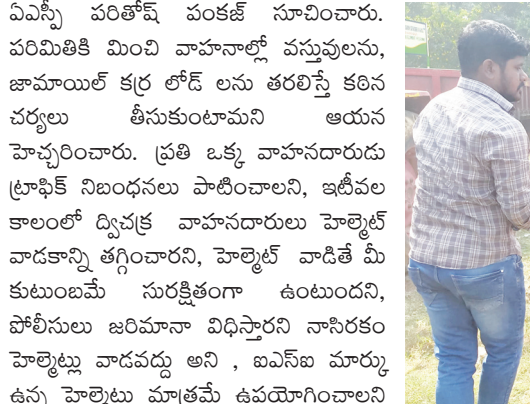 ఏఎస్పీ పరితోష్ పంకజ్ సూచించారు.
పరిమితికి మించి వాహనాల్లో వస్తువులను,
జామాయిల్ కర్ర లోడ్ లను తరలిస్తే కఠిన
చర్యలు తీసుకుంటామని ఆయన
హెచ్చరించారు. ప్రతి ఒక్క వాహనదారుడు
ట్రాఫిక్ నిబంధనలు పాటించాలని, ఇటీవల
కాలంలో ద్విచక్ర వాహనదారులు హెల్మెట్
వాడకాన్ని తగ్గించారని, హెల్మెట్ వాడితే మీ
కుటుంబమే సురక్షితంగా ఉంటుందని,
పోలీసులు జరిమానా విధిస్తారని నాసిరకం
హెల్మెట్లు వాడవద్దు అని , ఐఎస్ఐ మార్కు
ఉన్న హెల్మెట్లు మాత్రమే ఉపయోగించాలని